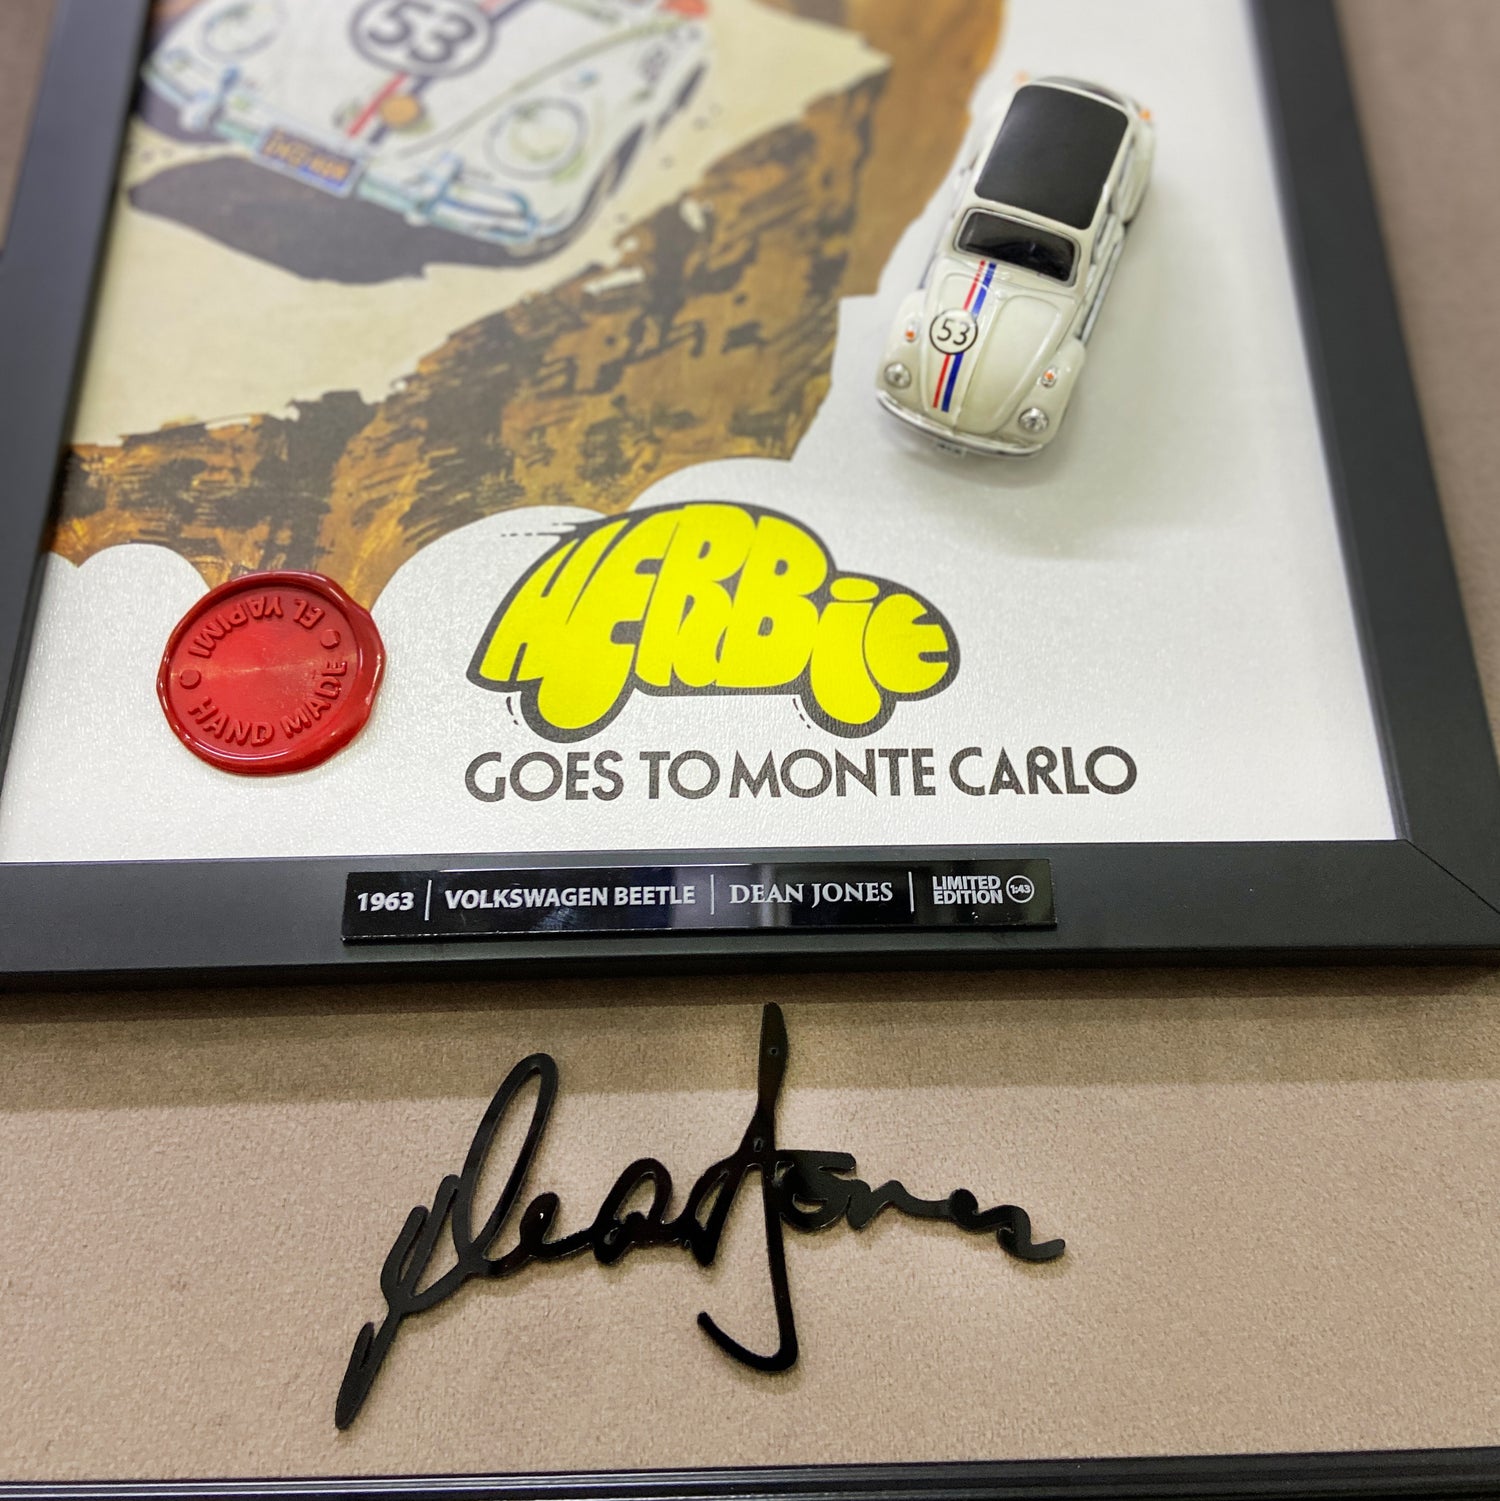 53
53
HERBIE
GOES TO MONTE CARLO
EL YAPIMI
HAND MADE
1963 | VOLKSWAGEN BEETLE | DEAN JONES | LIMITED EDITION 1:43
Dean Jones